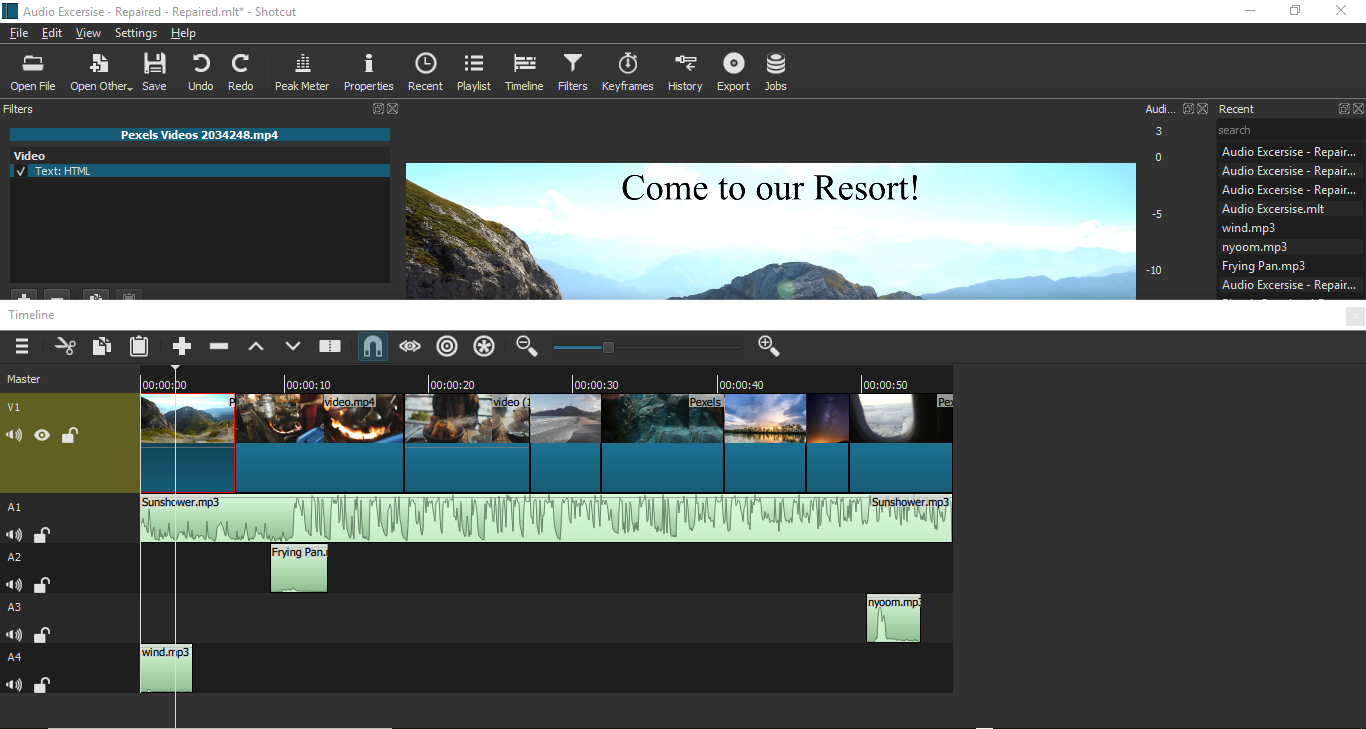 Audio Excersise - Repaired - Repaired.mlt* - Shotcut
File Edit View Settings Help
Open File Open Other Save Undo Redo Peak Meter Properties Recent Playlist Timeline Filters Keyframes History Export Jobs
Filters
Audi... Recent
Pexels Videos 2034248.mp4
Video
Text: HTML
Come to our Resort!
3
0
-5
-10
search
Audio Excersise - Repair...
Audio Excersise - Repair...
Audio Excersise - Repair...
Audio Excersise.mlt
wind.mp3
nyoom.mp3
Frying Pan.mp3
Audio Excersise - Repair...
Timeline
Master
00:00:00 00:00:10 00:00:20 00:00:30 00:00:40 00:00:50
V1
P video.mp4 video (1 Pexels Pex
A1
Sunshower.mp3 Sunshower.mp3
A2
Frying Pan.
A3
nyoom.mp3
A4
wind.mp3